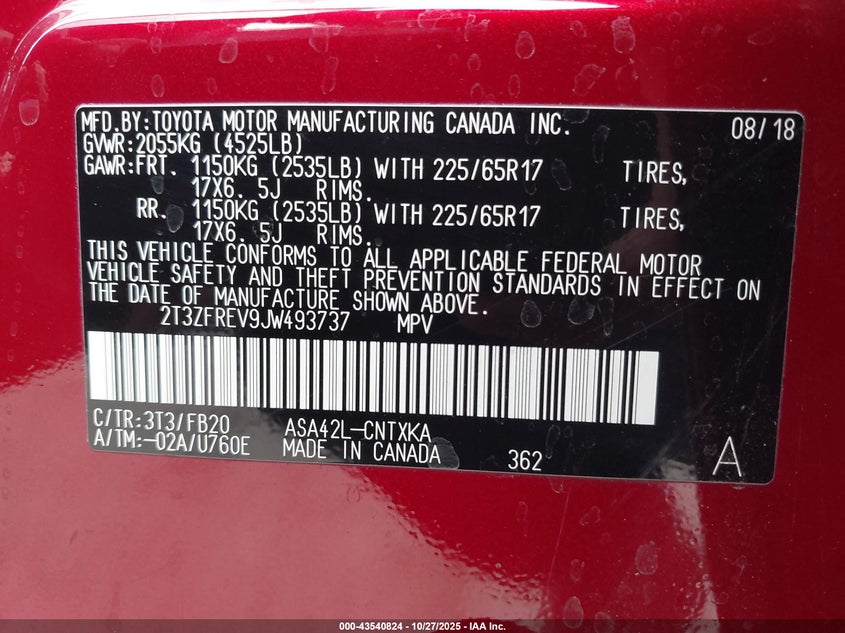 MFD.BY:TOYOTA MOTOR MANUFACTURING CANADA INC. 08/18
GVWR:2055KG (4525LB)
GAWR:FRT. 1150KG (2535LB) WITH 225/65R17 TIRES,
17X6. 5J RIMS.
RR. 1150KG (2535LB) WITH 225/65R17 TIRES,
17X6. 5J RIMS.
THIS VEHICLE CONFORMS TO ALL APPLICABLE FEDERAL MOTOR
VEHICLE SAFETY AND THEFT PREVENTION STANDARDS IN EFFECT ON
THE DATE OF MANUFACTURE SHOWN ABOVE.
2T3ZFREV9JW493737 MPV
C/TR:3T3/FB20 ASA42L-CNTXKA
A/TM:-02A/U760E MADE IN CANADA 362 A
000-43540824 | 10/27/2025 - IAA Inc.